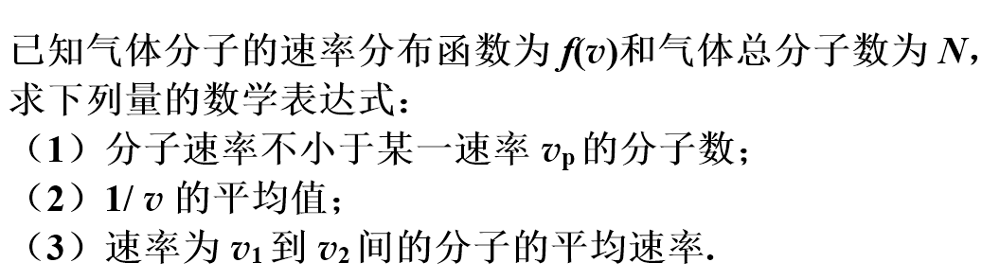 已知气体分子的速率分布函数为 f(v)和气体总分子数为 N,
求下列量的数学表达式：
（1）分子速率不小于某一速率 vp 的分子数；
（2）1/ v 的平均值；
（3）速率为 v1 到 v2 间的分子的平均速率.